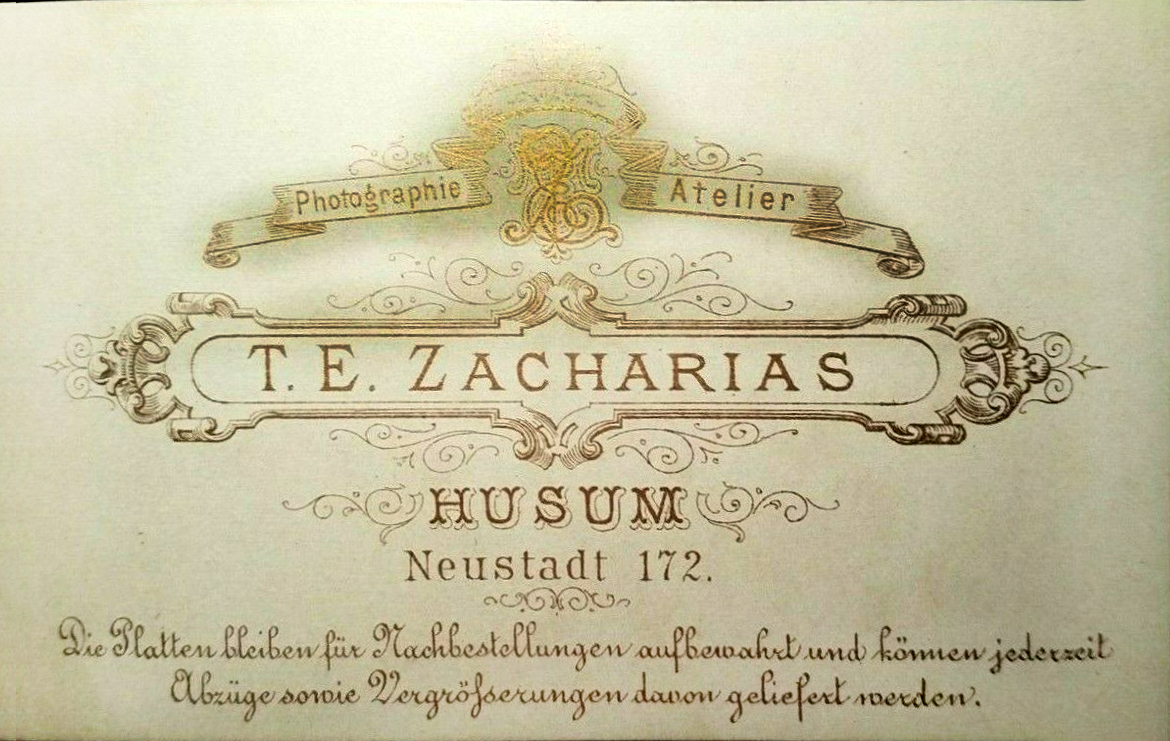 Photographie Atelier
T. E. ZACHARIAS
HUSUM
Neustadt 172.
Die Platten bleiben für Nachbestellungen aufbewahrt und können jederzeit
Abzüge sowie Vergrößserungen davon geliefert werden.